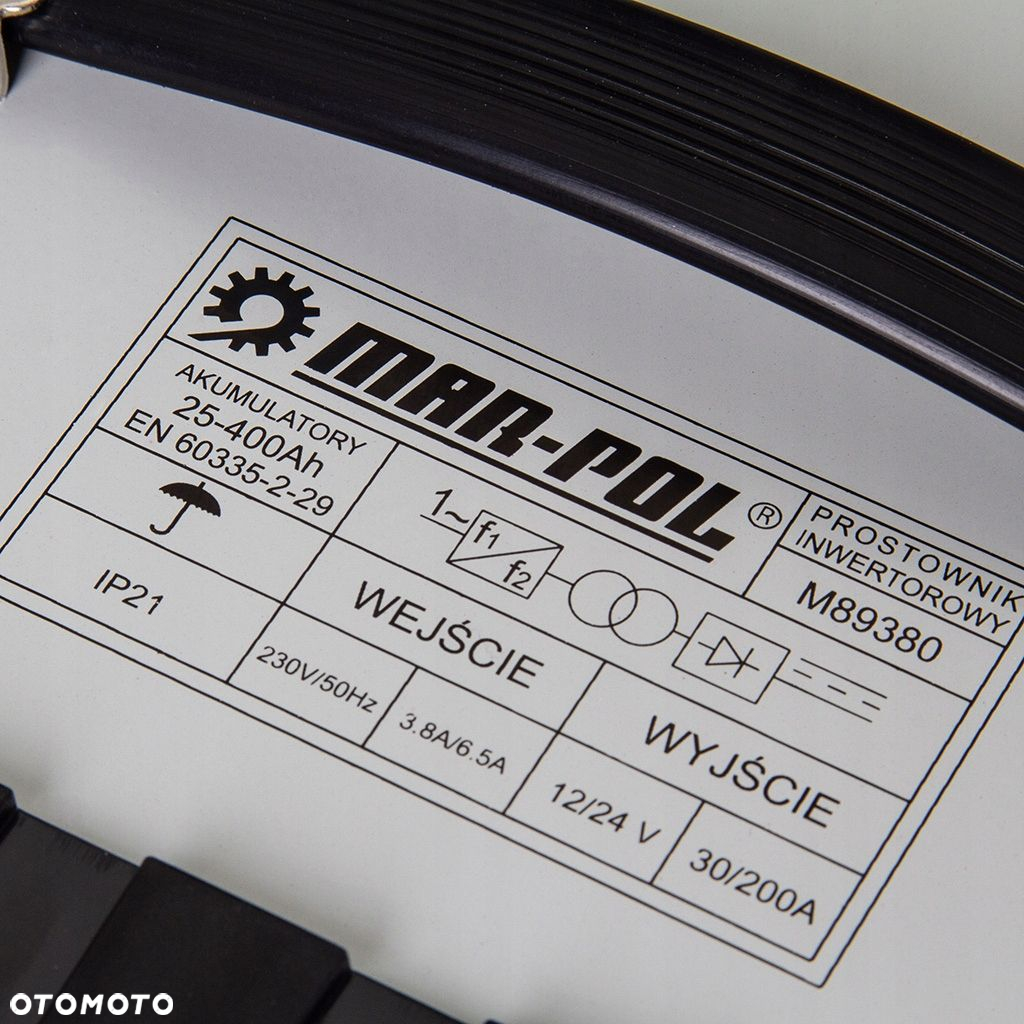 MAR-POL®
PROSTOWNIK
INWERTOROWY
M89380
AKUMULATORY
25-400Ah
EN 60335-2-29
1~ f1
f2
IP21
WEJŚCIE
230V/50Hz
3.8A/6.5A
WYJŚCIE
12/24 V
30/200A
OTOMOTO